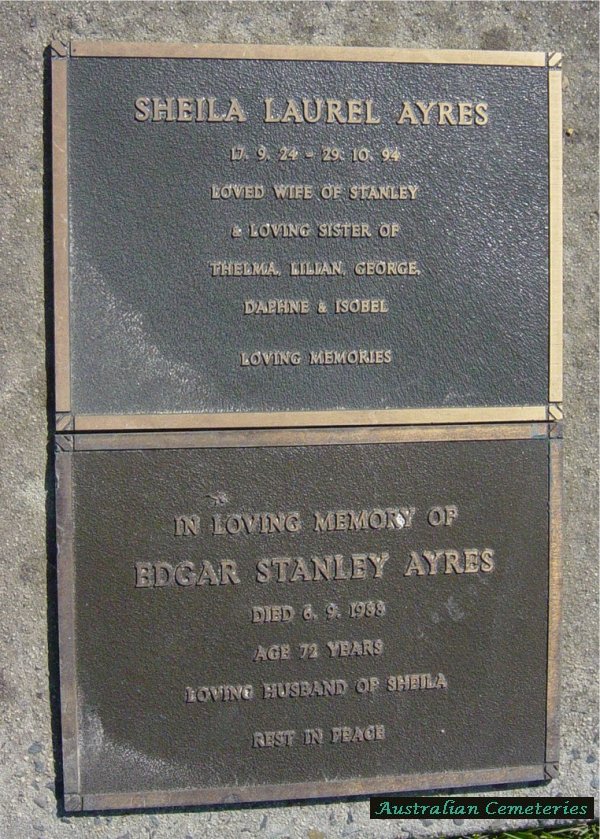 SHEILA LAUREL AYRES
17. 9. 24 - 29. 10. 94
LOVED WIFE OF STANLEY
& LOVING SISTER OF
THELMA, LILIAN, GEORGE,
DAPHNE & ISOBEL
LOVING MEMORIES
IN LOVING MEMORY OF
EDGAR STANLEY AYRES
DIED 6. 9. 1988
AGE 72 YEARS
LOVING HUSBAND OF SHEILA
REST IN PEACE
Australian Cemeteries